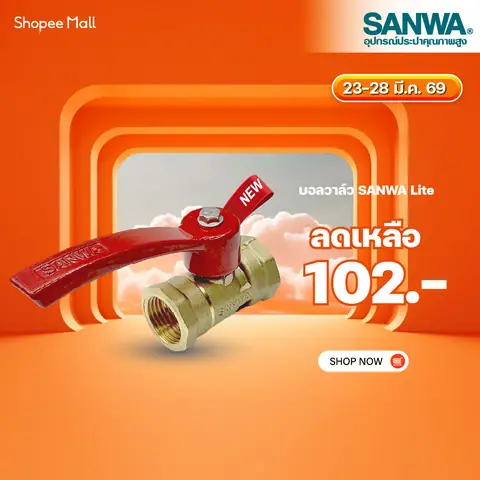 Shopee Mall
SANWA®
อุปกรณ์ประปาคุณภาพสูง
23-28 มี.ค. 69
NEW
บอลวาล์ว SANWA Lite
ลดเหลือ
102.-
SANWA
SANWA
SHOP NOW